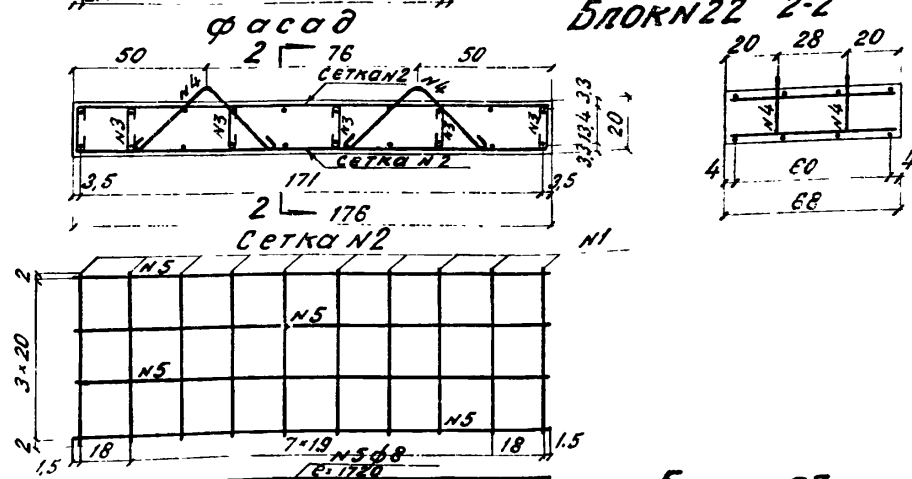 фасад
Блок N22 2-2
50 2 76 50
сетка N2
N4 N4
N3 N3 N3 N3 N3
3,3 13,4 3,3
20
сетка N2
3,5 171 3,5
2 176
20 28 20
N4 N4
4 60 4
68
Сетка N2
N1
N5
N5
N5
N5
2 3×20 2
1,5 18 7×19 18 1.5
N5ф8
ℓ=1720